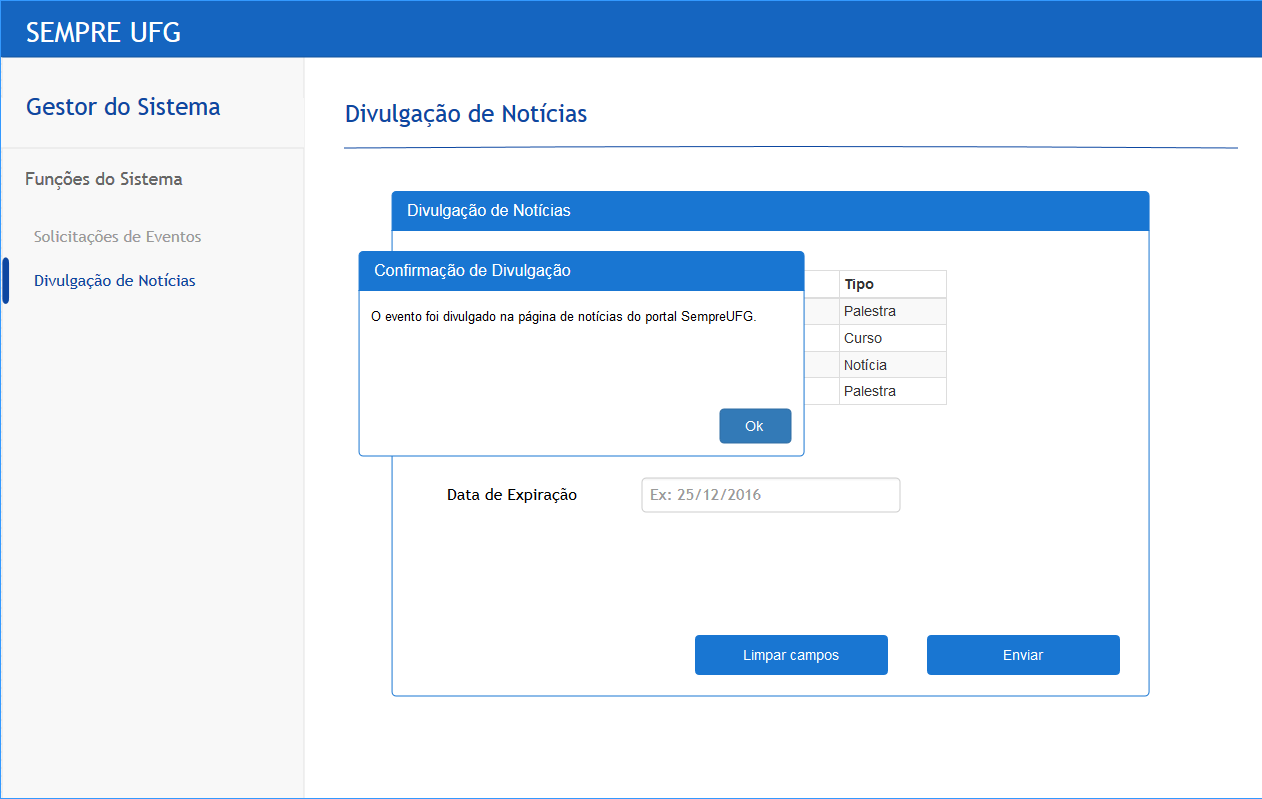 SEMPRE UFG
Gestor do Sistema
Funções do Sistema
Solicitações de Eventos
Divulgação de Notícias
Divulgação de Notícias
Divulgação de Notícias
Confirmação de Divulgação
O evento foi divulgado na página de notícias do portal SempreUFG.
Ok
Tipo
Palestra
Curso
Notícia
Palestra
Data de Expiração
Ex: 25/12/2016
Limpar campos
Enviar